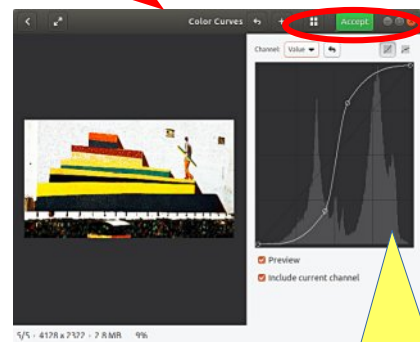 Color Curves
Accept
Channel: Value
Preview
Include current channel
5/5 - 4128 x 2322 - 2.8 MB 9%